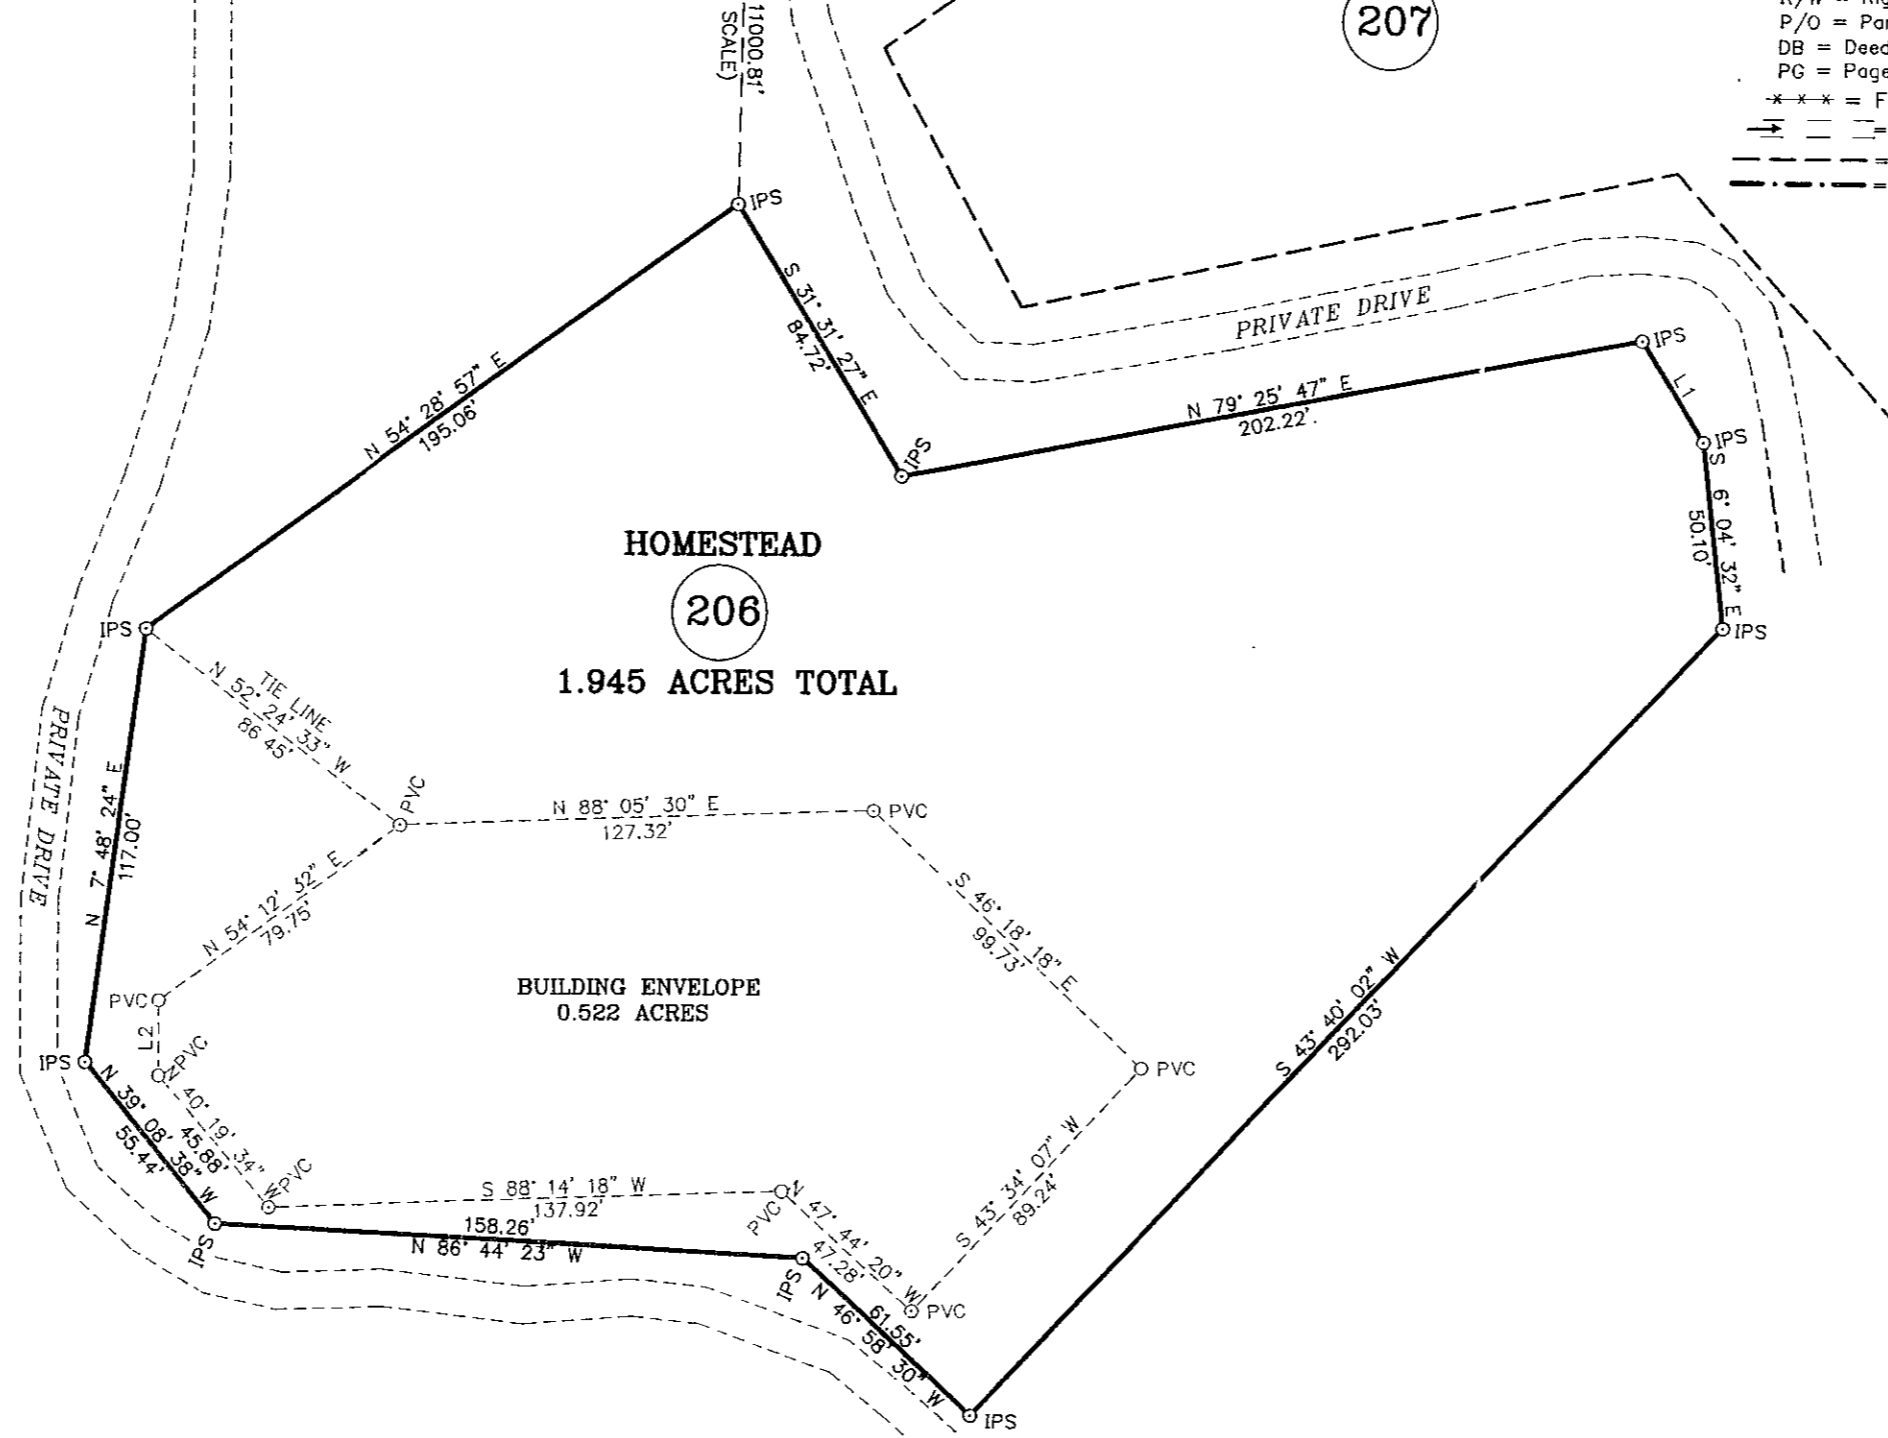 11000.81'
SCALE)
207
P/O = Par
DB = Deed
PG = Page
= F
=
=
=
IPS
S 31° 31' 27" E
84.72'
N 54° 28' 57" E
195.06'
PRIVATE DRIVE
IPS
L1
N 79° 25' 47" E
202.22'
IPS
IPS
S 6° 04' 32" E
50.10'
IPS
HOMESTEAD
206
1.945 ACRES TOTAL
IPS
TIE LINE
N 52° 24' 33" W
86.45'
PRIVATE DRIVE
N 7° 48' 24" E
117.00'
PVC
N 88° 05' 30" E
127.32'
PVC
N 54° 12' 32" E
79.75'
S 46° 18' 18" E
99.73'
S 43° 40' 02" W
292.03'
BUILDING ENVELOPE
0.522 ACRES
PVC
L2
PVC
IPS
N 39° 08' 38" W
55.44'
N 40° 19' 34" W
45.88'
PVC
PVC
S 43° 34' 07" W
89.24'
S 88° 14' 18" W
137.92'
158.26'
N 86° 44' 23" W
PVC
N 47° 44' 20" W
47.28'
IPS
IPS
PVC
61.55'
N 46° 58' 30" W
IPS